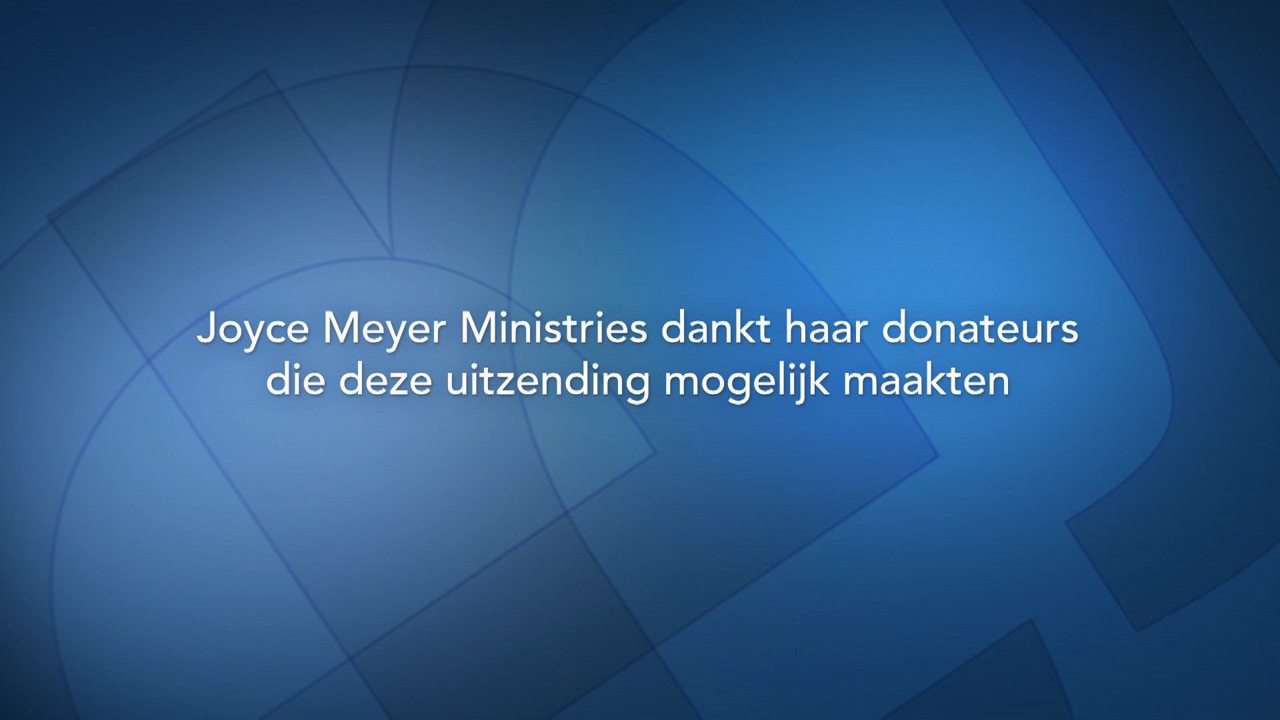 Joyce Meyer Ministries dankt haar donateurs
die deze uitzending mogelijk maakten